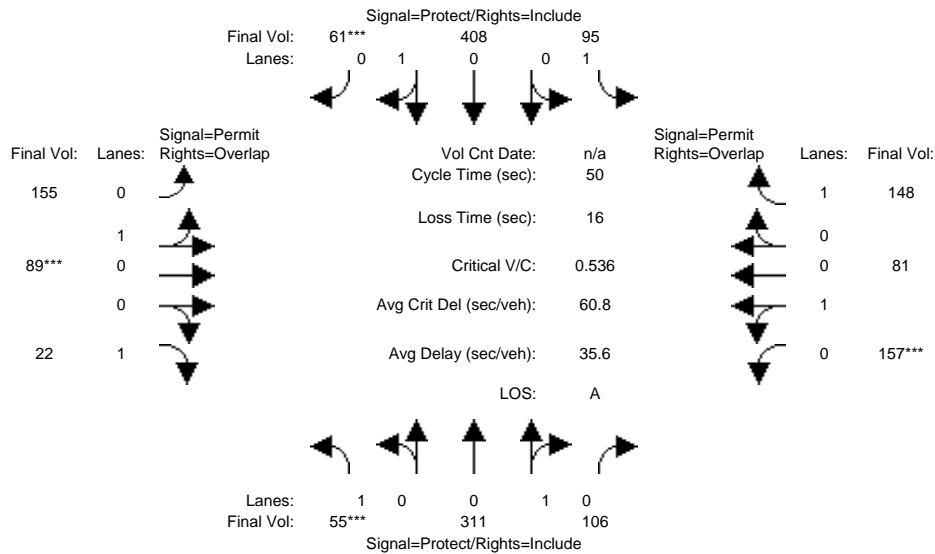 Signal=Protect/Rights=Include
Final Vol: 61*** 408 95
Lanes: 0 1 0 0 1
Signal=Permit Signal=Permit
Final Vol: Lanes: Rights=Overlap Vol Cnt Date: n/a Rights=Overlap Lanes: Final Vol:
Cycle Time (sec): 50
155 0 1 148
Loss Time (sec): 16
1 0
89*** 0 Critical V/C: 0.536 0 81
0 Avg Crit Del (sec/veh): 60.8 1
22 1 Avg Delay (sec/veh): 35.6 0 157***
LOS: A
Lanes: 1 0 0 1 0
Final Vol: 55*** 311 106
Signal=Protect/Rights=Include